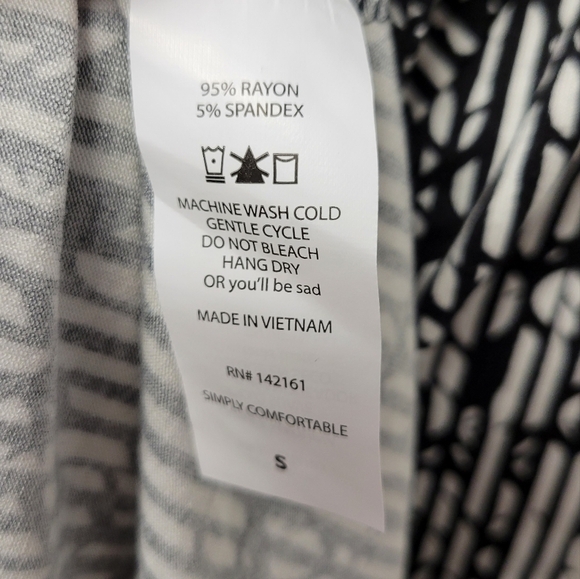 95% RAYON
5% SPANDEX
MACHINE WASH COLD
GENTLE CYCLE
DO NOT BLEACH
HANG DRY
OR you'll be sad
MADE IN VIETNAM
RN# 142161
SIMPLY COMFORTABLE
S